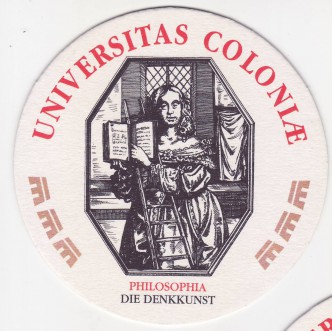 UNIVERSITAS COLONIÆ
PHILOSOPHIA
DIE DENKKUNST